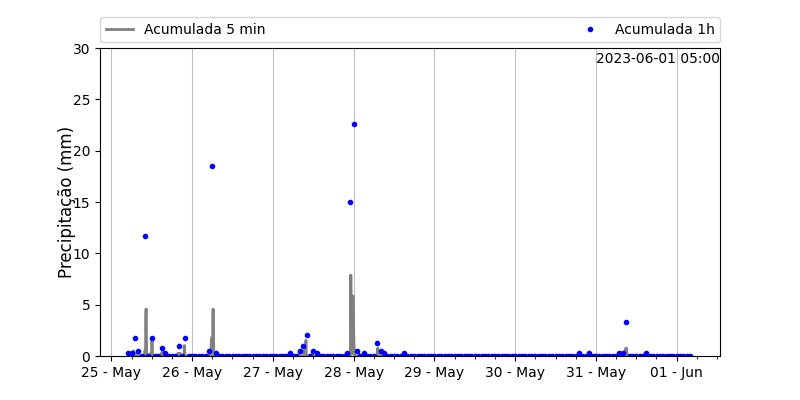 Acumulada 5 min
Acumulada 1h
2023-06-01 05:00
Precipitação (mm)
30
25
20
15
10
5
0
25 - May
26 - May
27 - May
28 - May
29 - May
30 - May
31 - May
01 - Jun